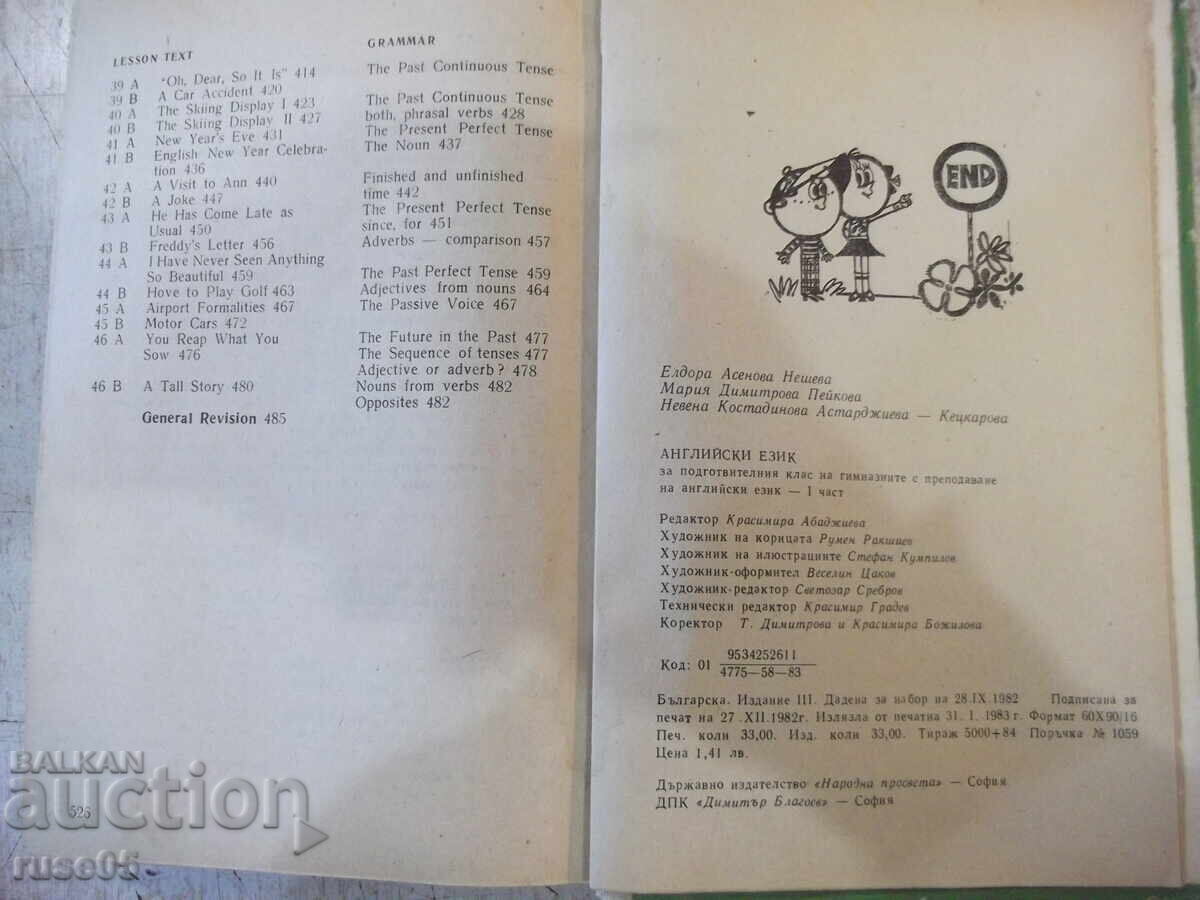 LESSON TEXT
39 A "Oh, Dear, So It Is" 414
39 B A Car Accident 420
40 A The Skiing Display I 423
40 B The Skiing Display II 427
41 A New Year's Eve 431
41 B English New Year Celebra-
tion 436
42 A A Visit to Ann 440
42 B A Joke 447
43 A He Has Come Late as
Usual 450
43 B Freddy's Letter 456
44 A I Have Never Seen Anything
So Beautiful 459
44 B Hove to Play Golf 463
45 A Airport Formalities 467
45 B Motor Cars 472
46 A You Reap What You
Sow 476
46 B A Tall Story 480
General Revision 485
GRAMMAR
The Past Continuous Tense
The Past Continuous Tense
both, phrasal verbs 428
The Present Perfect Tense
The Noun 437
Finished and unfinished
time 442
The Present Perfect Tense
since, for 451
Adverbs — comparison 457
The Past Perfect Tense 459
Adjectives from nouns 464
The Passive Voice 467
The Future in the Past 477
The Sequence of tenses 477
Adjective or adverb? 478
Nouns from verbs 482
Opposites 482
526
BALKAN
auction
ruse05
END
Елдора Асенова Нешева
Мария Димитрова Пейкова
Невена Костадинова Астарджиева — Кецкарова
АНГЛИЙСКИ ЕЗИК
за подготвителния клас на гимназиите с преподаване
на английски език — I част
Редактор Красимира Абаджиева
Художник на корицата Румен Ракшиев
Художник на илюстрациите Стефан Кумпилов
Художник-оформител Веселин Цаков
Художник-редактор Светозар Сребров
Технически редактор Красимир Градев
Коректор Т. Димитрова и Красимира Божилова
Код: 01 9534252611
4775—58—83
Българска. Издание III. Дадена за набор на 28.IX.1982 Подписана за
печат на 27.XII.1982г. Излязла от печатна 31.1.1983г. Формат 60X90/16
Печ. коли 33,00. Изд. коли 33,00. Тираж 5000+84 Поръчка № 1059
Цена 1,41 лв.
Държавно издателство «Народна просвета» — София
ДПК «Димитър Благоев» — София